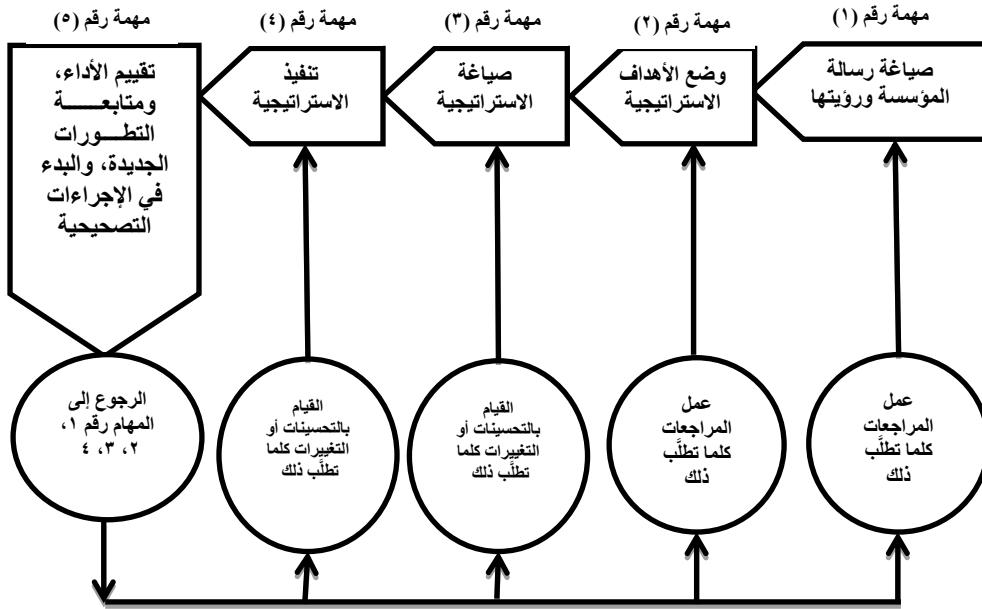 مهمة رقم (١)
مهمة رقم (٢)
مهمة رقم (٣)
مهمة رقم (٤)
مهمة رقم (٥)
صياغة رسالة
المؤسسة ورؤيتها
وضع الأهداف
الاستراتيجية
صياغة
الاستراتيجية
تنفيذ
الاستراتيجية
تقييم الأداء،
ومتابعـــــة
التطـــورات
الجديدة، والبدء
في الإجراءات
التصحيحية
عمل
المراجعات
كلما تطلَّب
ذلك
عمل
المراجعات
كلما تطلَّب
ذلك
القيام
بالتحسينات أو
التغييرات كلما
تطلَّب ذلك
القيام
بالتحسينات أو
التغييرات كلما
تطلَّب ذلك
الرجوع إلى
المهام رقم ١،
٢، ٣، ٤